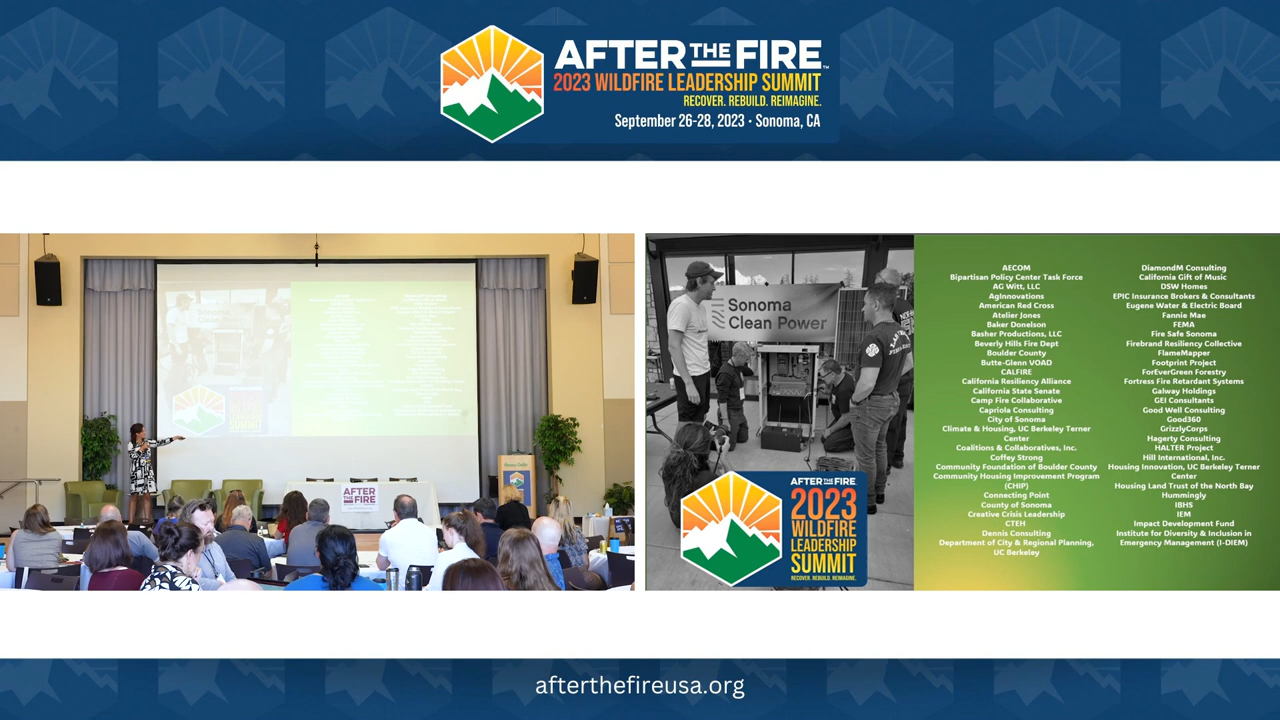 AFTER THE FIRE™
2023 WILDFIRE LEADERSHIP SUMMIT
RECOVER. REBUILD. REIMAGINE.
September 26-28, 2023 • Sonoma, CA
AFTER
THE FIRE
Sonoma
Clean Power
AFTER THE FIRE
2023
WILDFIRE
LEADERSHIP
SUMMIT
RECOVER. REBUILD. REIMAGINE.
AECOM
Bipartisan Policy Center Task Force
AG Witt, LLC
AgInnovations
American Red Cross
Atelier Jones
Baker Donelson
Basher Productions, LLC
Beverly Hills Fire Dept
Boulder County
Butte-Glenn VOAD
CALFIRE
California Resiliency Alliance
California State Senate
Camp Fire Collaborative
Capriola Consulting
City of Sonoma
Climate & Housing, UC Berkeley Terner
Center
Coalitions & Collaboratives, Inc.
Coffey Strong
Community Foundation of Boulder County
Community Housing Improvement Program
(CHIP)
Connecting Point
County of Sonoma
Creative Crisis Leadership
CTEH
Dennis Consulting
Department of City & Regional Planning,
UC Berkeley
DiamondM Consulting
California Gift of Music
DSW Homes
EPIC Insurance Brokers & Consultants
Eugene Water & Electric Board
Fannie Mae
FEMA
Fire Safe Sonoma
Firebrand Resiliency Collective
FlameMapper
Footprint Project
ForEverGreen Forestry
Fortress Fire Retardant Systems
Galway Holdings
GEI Consultants
Good Well Consulting
Good360
GrizzlyCorps
Hagerty Consulting
HALTER Project
Hill International, Inc.
Housing Innovation, UC Berkeley Terner
Center
Housing Land Trust of the North Bay
Hummingly
IBHS
IEM
Impact Development Fund
Institute for Diversity & Inclusion in
Emergency Management (I-DIEM)
afterthefireusa.org